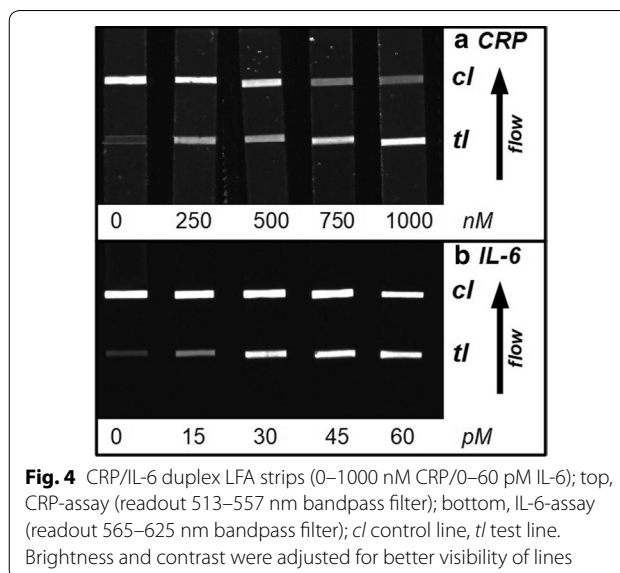 a CRP
cl
tl
flow
0 250 500 750 1000 nM
b IL-6
cl
tl
flow
0 15 30 45 60 pM
Fig. 4 CRP/IL-6 duplex LFA strips (0–1000 nM CRP/0–60 pM IL-6); top,
CRP-assay (readout 513–557 nm bandpass filter); bottom, IL-6-assay
(readout 565–625 nm bandpass filter); cl control line, tl test line.
Brightness and contrast were adjusted for better visibility of lines